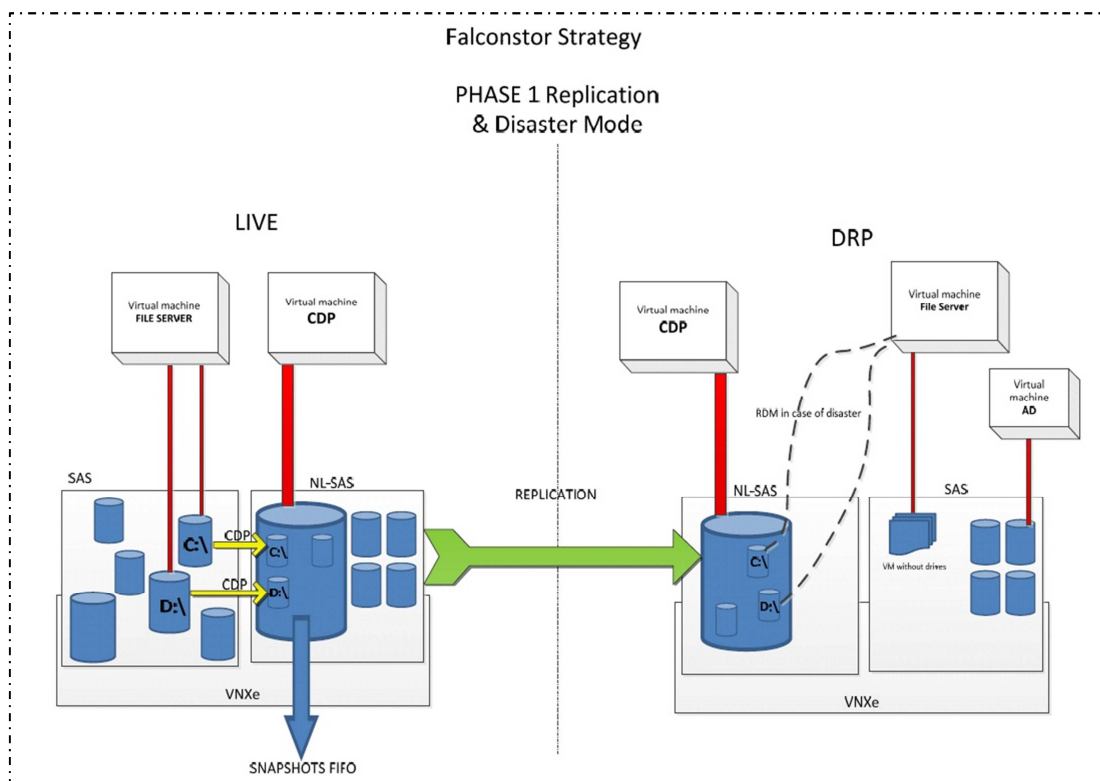 Falconstor Strategy
PHASE 1 Replication
& Disaster Mode
LIVE
Virtual machine
FILE SERVER
Virtual machine
CDP
SAS
NL-SAS
C:\
CDP
C:\
D:\
CDP
D:\
VNXe
SNAPSHOTS FIFO
REPLICATION
DRP
Virtual machine
CDP
Virtual machine
File Server
Virtual
machine
AD
RDM in case of disaster
NL-SAS
SAS
C:\
D:\
VM without drives
VNXe